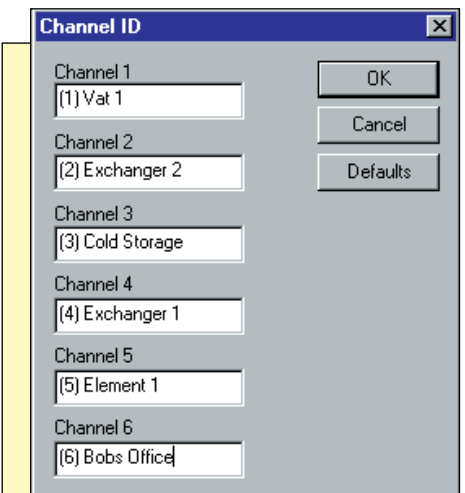 Channel ID
Channel 1
(1) Vat 1
Channel 2
(2) Exchanger 2
Channel 3
(3) Cold Storage
Channel 4
(4) Exchanger 1
Channel 5
(5) Element 1
Channel 6
(6) Bobs Office
OK
Cancel
Defaults